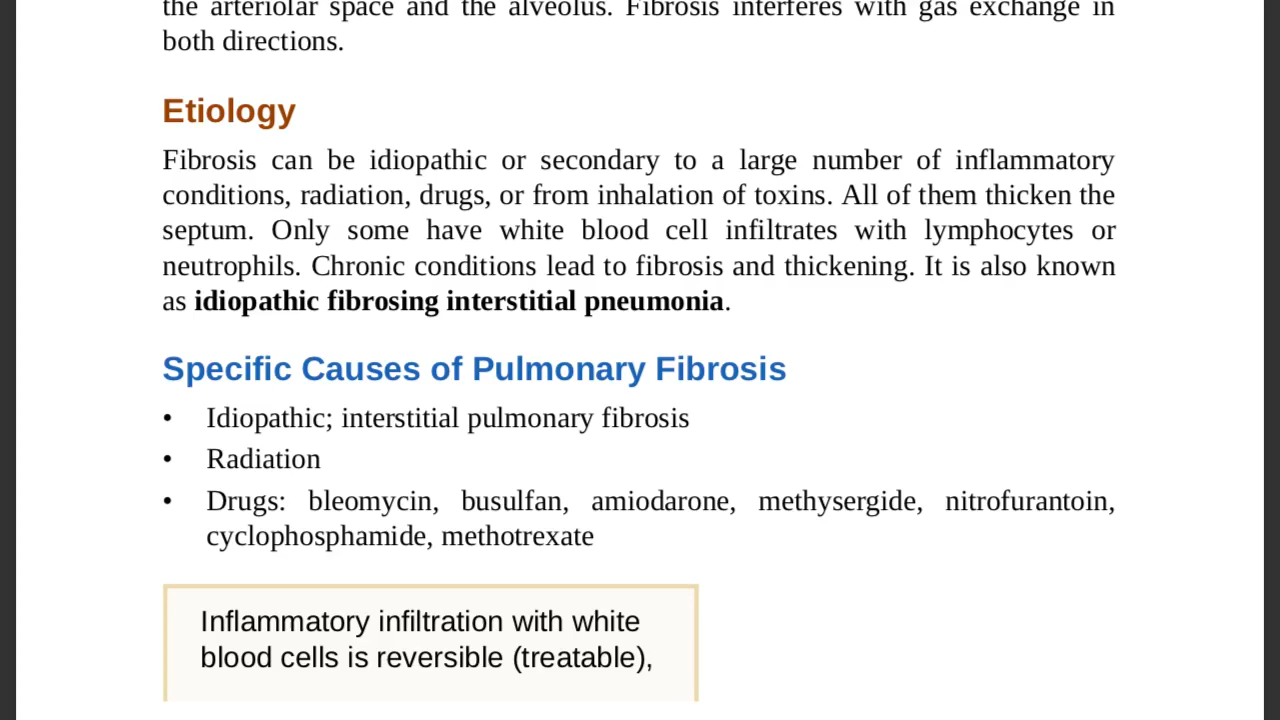 the arteriolar space and the alveolus. Fibrosis interferes with gas exchange in
both directions.
Etiology
Fibrosis can be idiopathic or secondary to a large number of inflammatory
conditions, radiation, drugs, or from inhalation of toxins. All of them thicken the
septum. Only some have white blood cell infiltrates with lymphocytes or
neutrophils. Chronic conditions lead to fibrosis and thickening. It is also known
as idiopathic fibrosing interstitial pneumonia.
Specific Causes of Pulmonary Fibrosis
• Idiopathic; interstitial pulmonary fibrosis
• Radiation
• Drugs: bleomycin, busulfan, amiodarone, methysergide, nitrofurantoin,
cyclophosphamide, methotrexate
Inflammatory infiltration with white
blood cells is reversible (treatable),